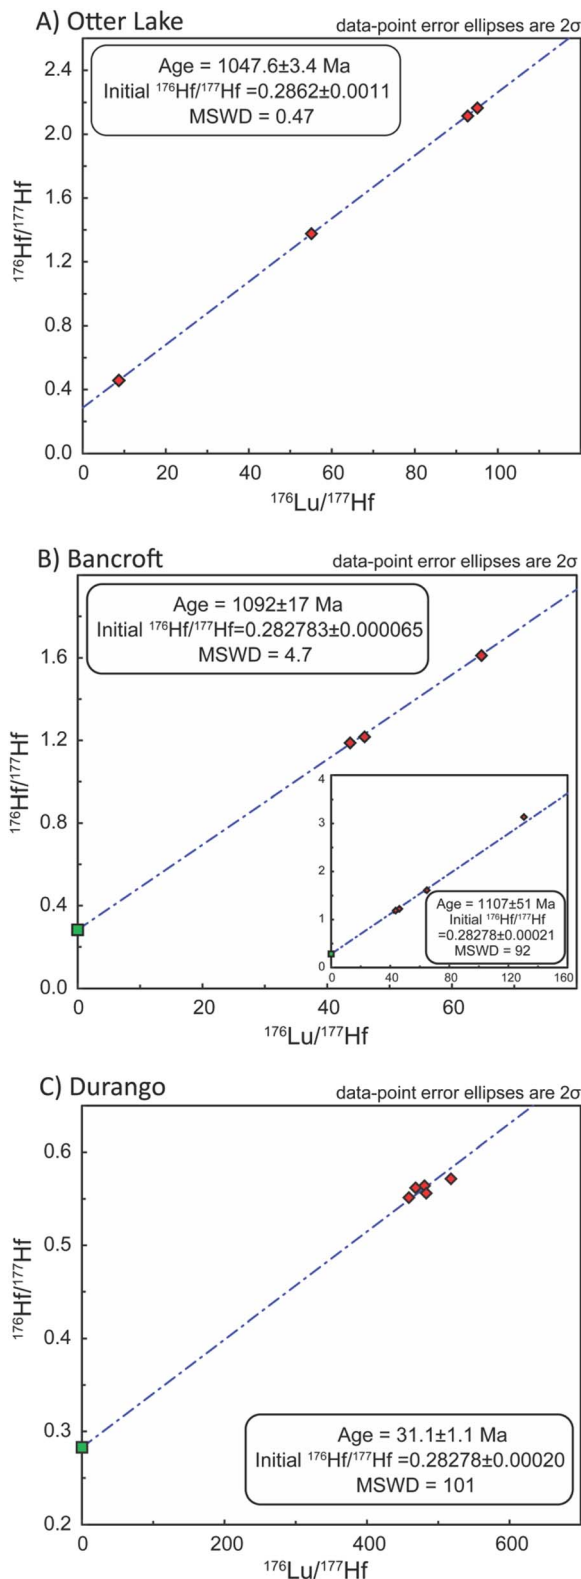 A) Otter Lake
data-point error ellipses are 2σ
Age = 1047.6±3.4 Ma
Initial ¹⁷⁶Hf/¹⁷⁷Hf =0.2862±0.0011
MSWD = 0.47
2.4
2.0
1.6
1.2
0.8
0.4
0.0
¹⁷⁶Hf/¹⁷⁷Hf
0 20 40 60 80 100
¹⁷⁶Lu/¹⁷⁷Hf
B) Bancroft
data-point error ellipses are 2σ
Age = 1092±17 Ma
Initial ¹⁷⁶Hf/¹⁷⁷Hf=0.282783±0.000065
MSWD = 4.7
1.6
1.2
0.8
0.4
0.0
¹⁷⁶Hf/¹⁷⁷Hf
4
3
2
1
0
Age = 1107±51 Ma
Initial ¹⁷⁶Hf/¹⁷⁷Hf
=0.28278±0.00021
MSWD = 92
0 40 80 120 160
0 20 40 60
¹⁷⁶Lu/¹⁷⁷Hf
C) Durango
data-point error ellipses are 2σ
0.6
0.5
0.4
0.3
0.2
¹⁷⁶Hf/¹⁷⁷Hf
Age = 31.1±1.1 Ma
Initial ¹⁷⁶Hf/¹⁷⁷Hf =0.28278±0.00020
MSWD = 101
0 200 400 600
¹⁷⁶Lu/¹⁷⁷Hf